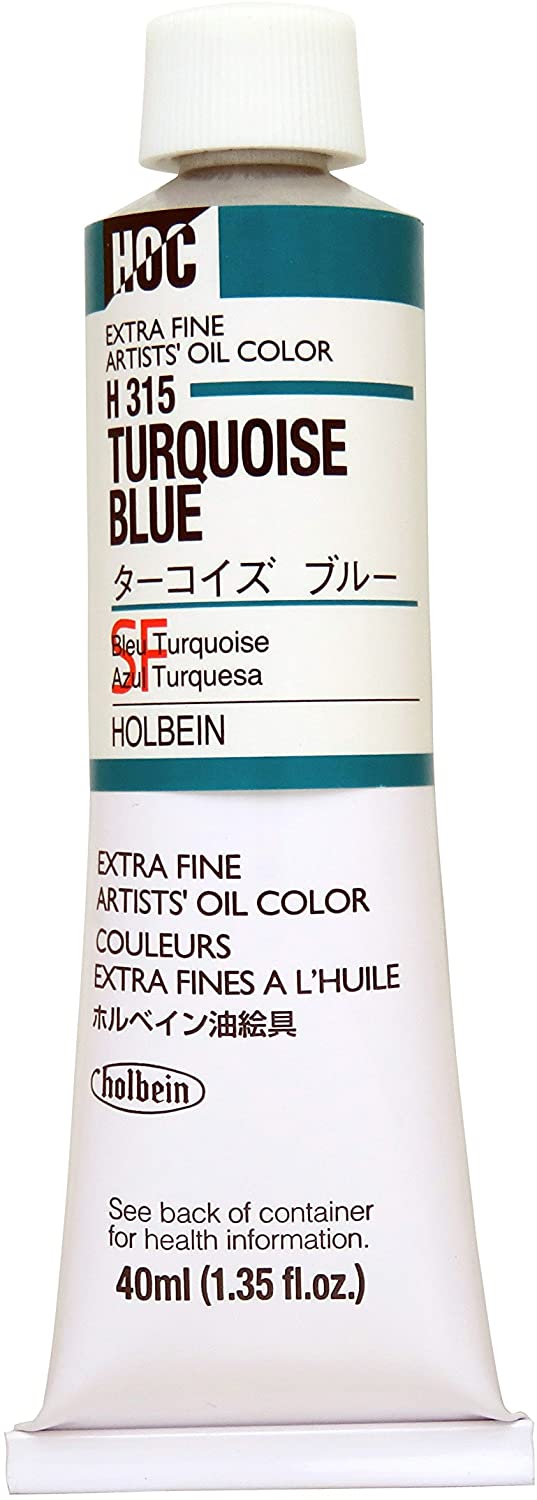 HOC
EXTRA FINE
ARTISTS' OIL COLOR
H 315
TURQUOISE
BLUE
ターコイズ ブルー
SF
Bleu Turquoise
Azul Turquesa
HOLBEIN
EXTRA FINE
ARTISTS' OIL COLOR
COULEURS
EXTRA FINES A L'HUILE
ホルベイン油絵具
holbein
See back of container
for health information.
40ml (1.35 fl.oz.)